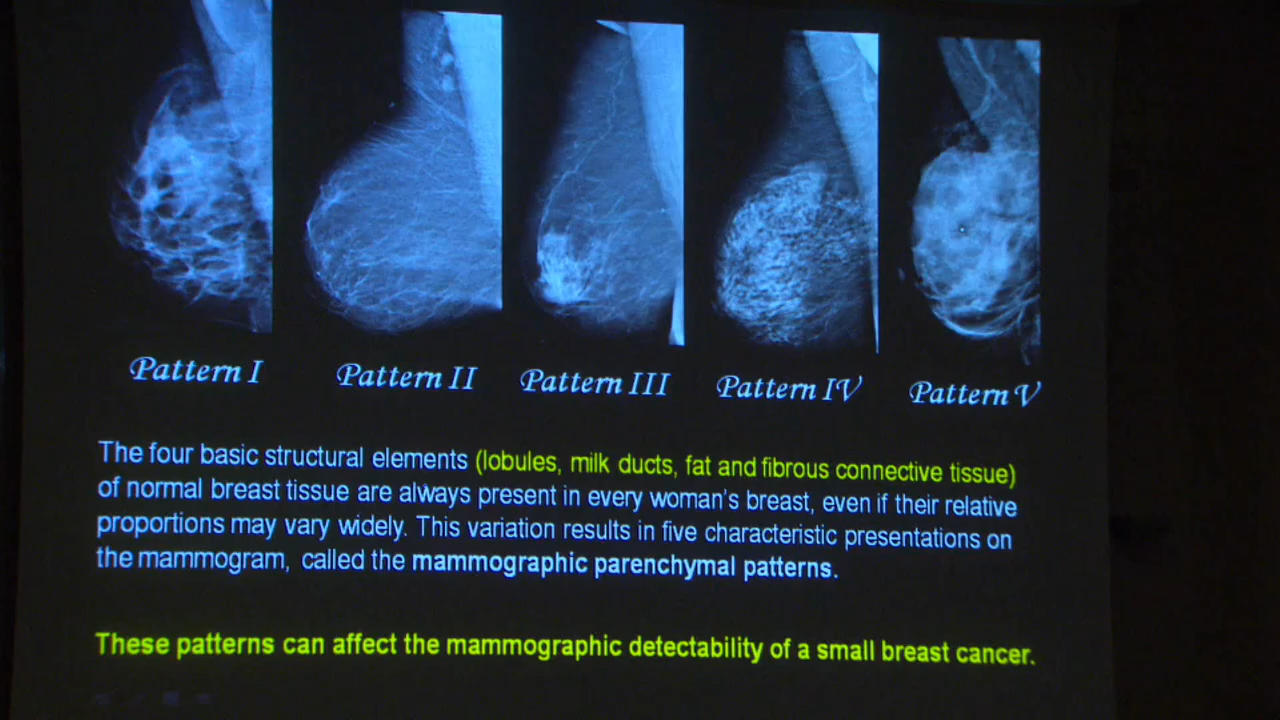 Pattern I Pattern II Pattern III Pattern IV Pattern V
The four basic structural elements (lobules, milk ducts, fat and fibrous connective tissue)
of normal breast tissue are always present in every woman's breast, even if their relative
proportions may vary widely. This variation results in five characteristic presentations on
the mammogram, called the mammographic parenchymal patterns.
These patterns can affect the mammographic detectability of a small breast cancer.